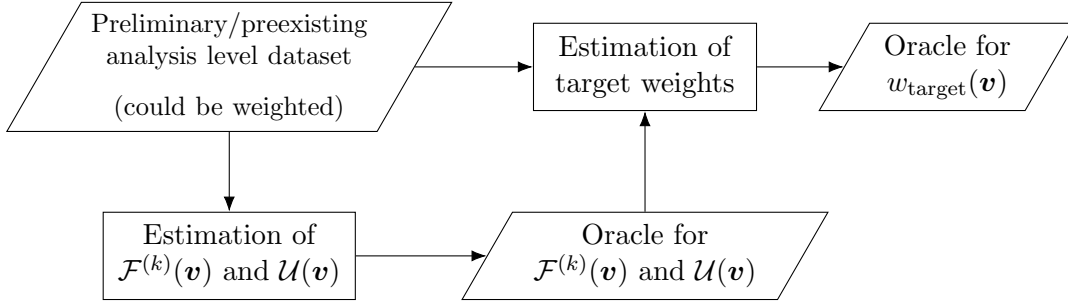 Preliminary/preexisting
analysis level dataset
(could be weighted)
Estimation of
target weights
Oracle for
w_target(𝒗)
Estimation of
ℱ^(k)(𝒗) and 𝒰(𝒗)
Oracle for
ℱ^(k)(𝒗) and 𝒰(𝒗)